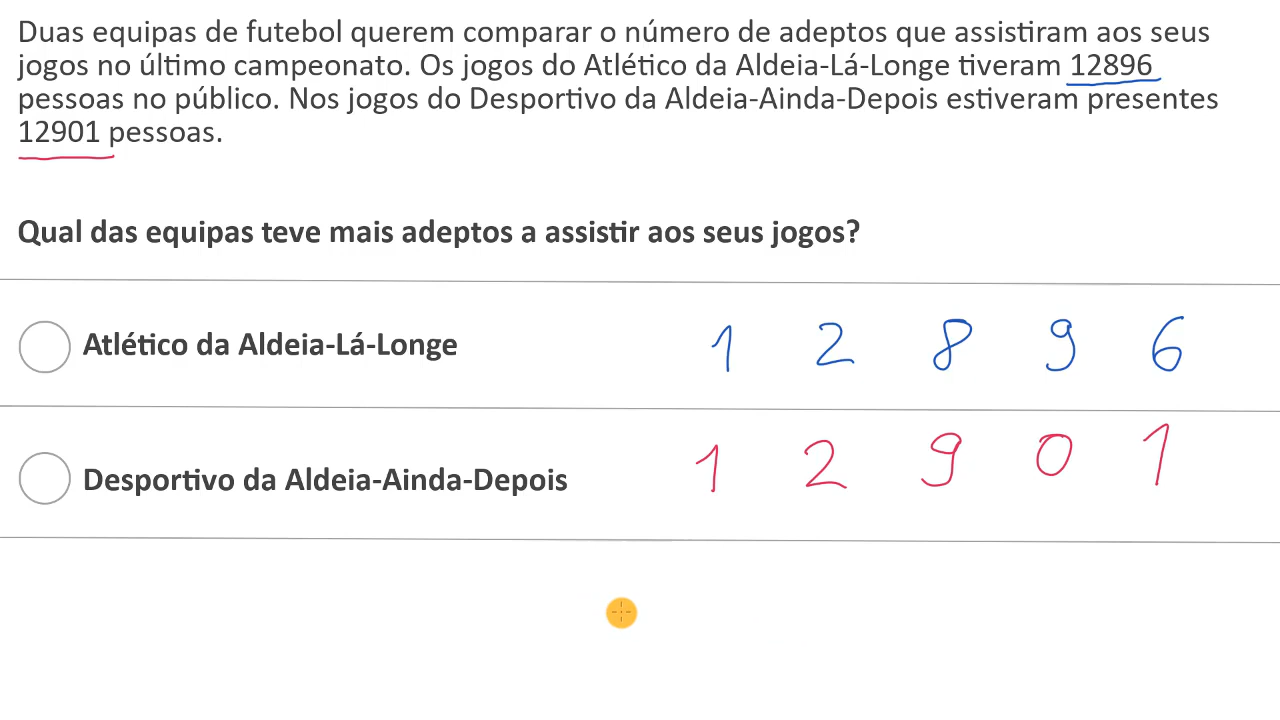 Duas equipas de futebol querem comparar o número de adeptos que assistiram aos seus
jogos no último campeonato. Os jogos do Atlético da Aldeia-Lá-Longe tiveram 12896
pessoas no público. Nos jogos do Desportivo da Aldeia-Ainda-Depois estiveram presentes
12901 pessoas.
Qual das equipas teve mais adeptos a assistir aos seus jogos?
Atlético da Aldeia-Lá-Longe 1 2 8 9 6
Desportivo da Aldeia-Ainda-Depois 1 2 9 0 1